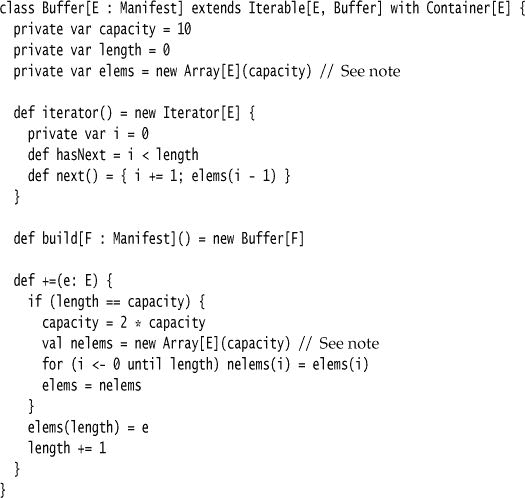 class Buffer[E : Manifest] extends Iterable[E, Buffer] with Container[E] {
  private var capacity = 10
  private var length = 0
  private var elems = new Array[E](capacity) // See note

  def iterator() = new Iterator[E] {
    private var i = 0
    def hasNext = i < length
    def next() = { i += 1; elems(i - 1) }
  }

  def build[F : Manifest]() = new Buffer[F]

  def +=(e: E) {
    if (length == capacity) {
      capacity = 2 * capacity
      val nelems = new Array[E](capacity) // See note
      for (i <- 0 until length) nelems(i) = elems(i)
      elems = nelems
    }
    elems(length) = e
    length += 1
  }
}